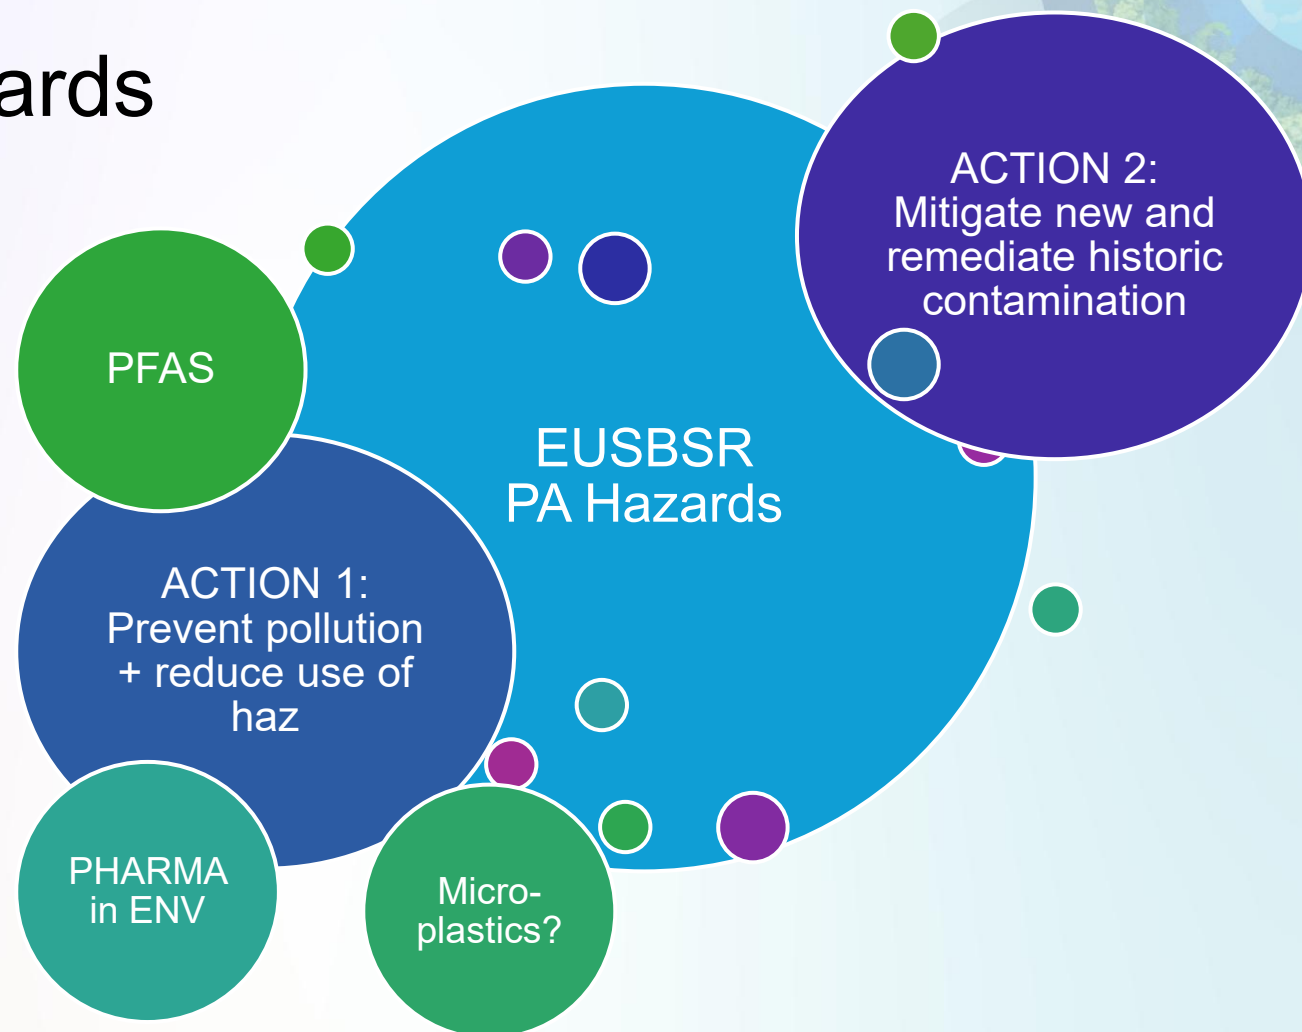 ards
ACTION 2:
Mitigate new and
remediate historic
contamination
PFAS
EUSBSR
PA Hazards
ACTION 1:
Prevent pollution
+ reduce use of
haz
PHARMA
in ENV
Micro-
plastics?